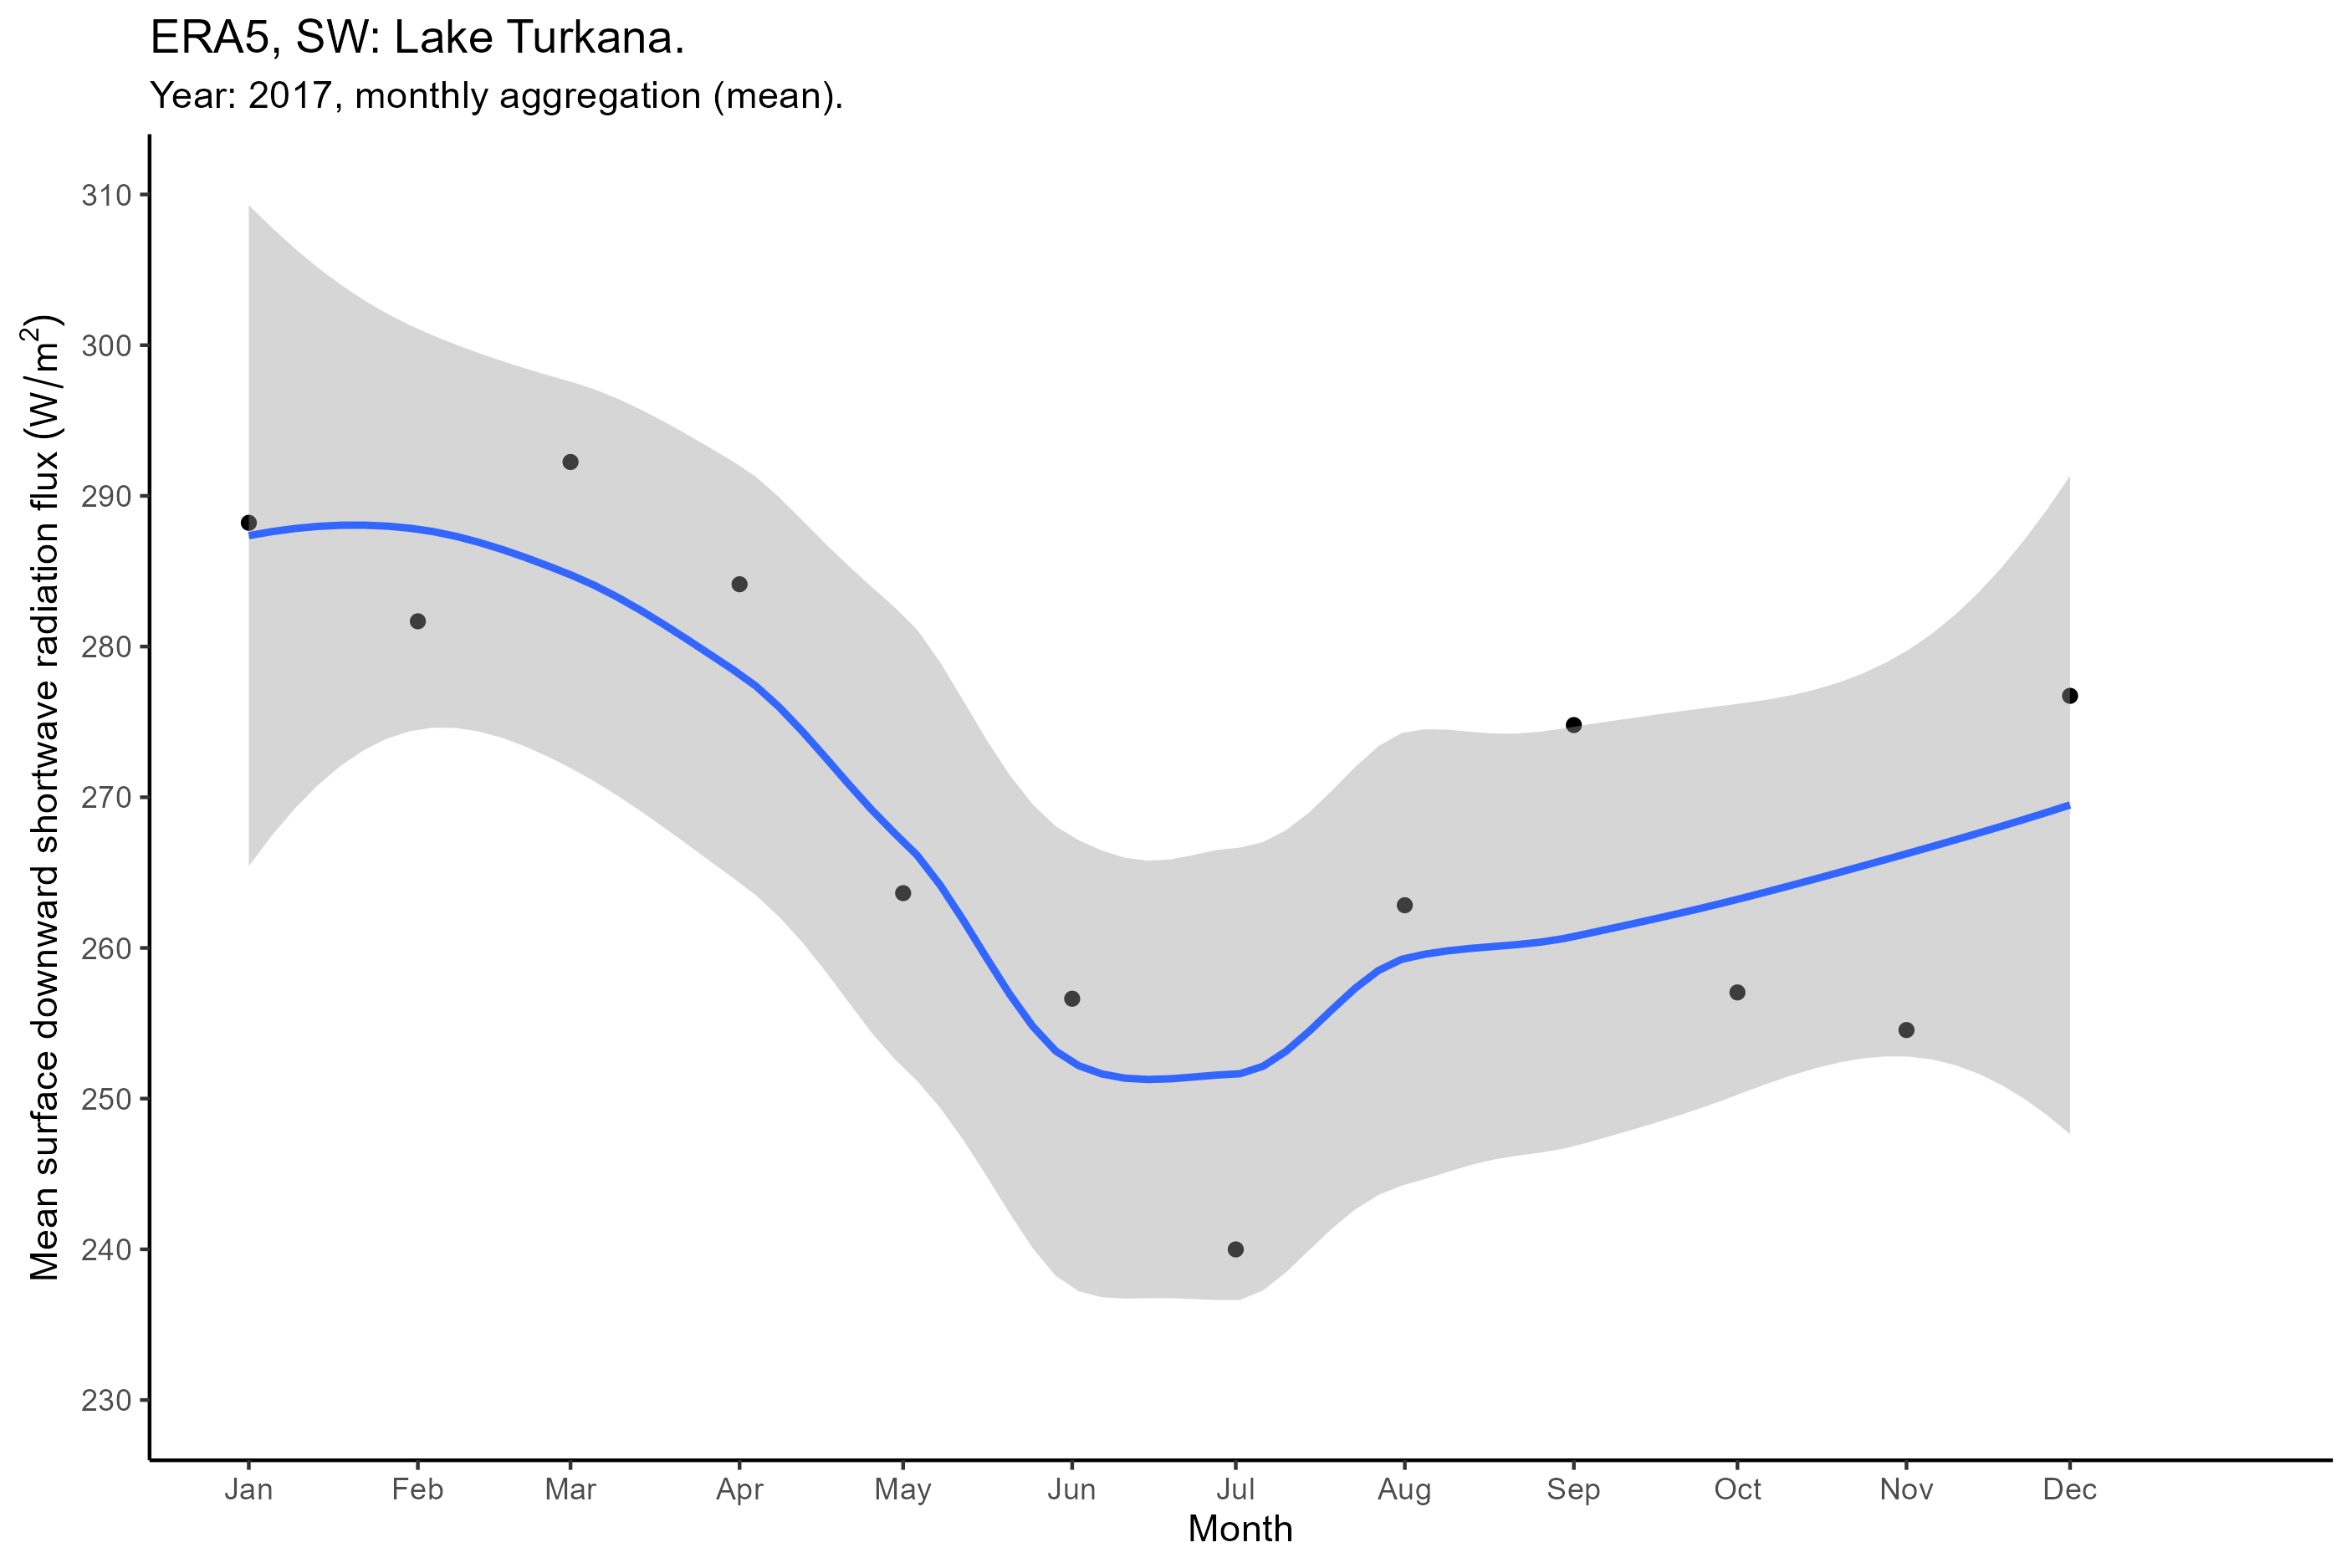 ERA5, SW: Lake Turkana.
Year: 2017, monthly aggregation (mean).
Mean surface downward shortwave radiation flux (W/m²)
310
300
290
280
270
260
250
240
230
Jan Feb Mar Apr May Jun Jul Aug Sep Oct Nov Dec
Month